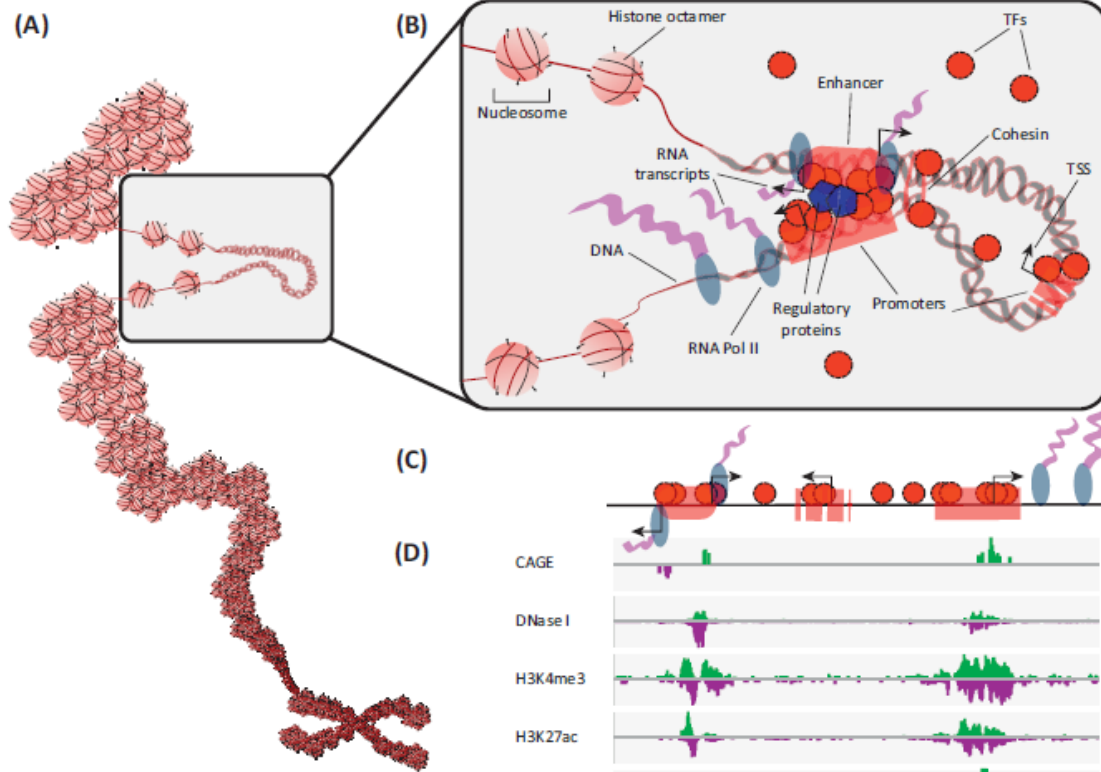 (A)
(B)
Histone octamer
TFs
Nucleosome
Enhancer
Cohesin
RNA
transcripts
TSS
DNA
Regulatory
proteins
Promoters
RNA Pol II
(C)
(D)
CAGE
DNase I
H3K4me3
H3K27ac